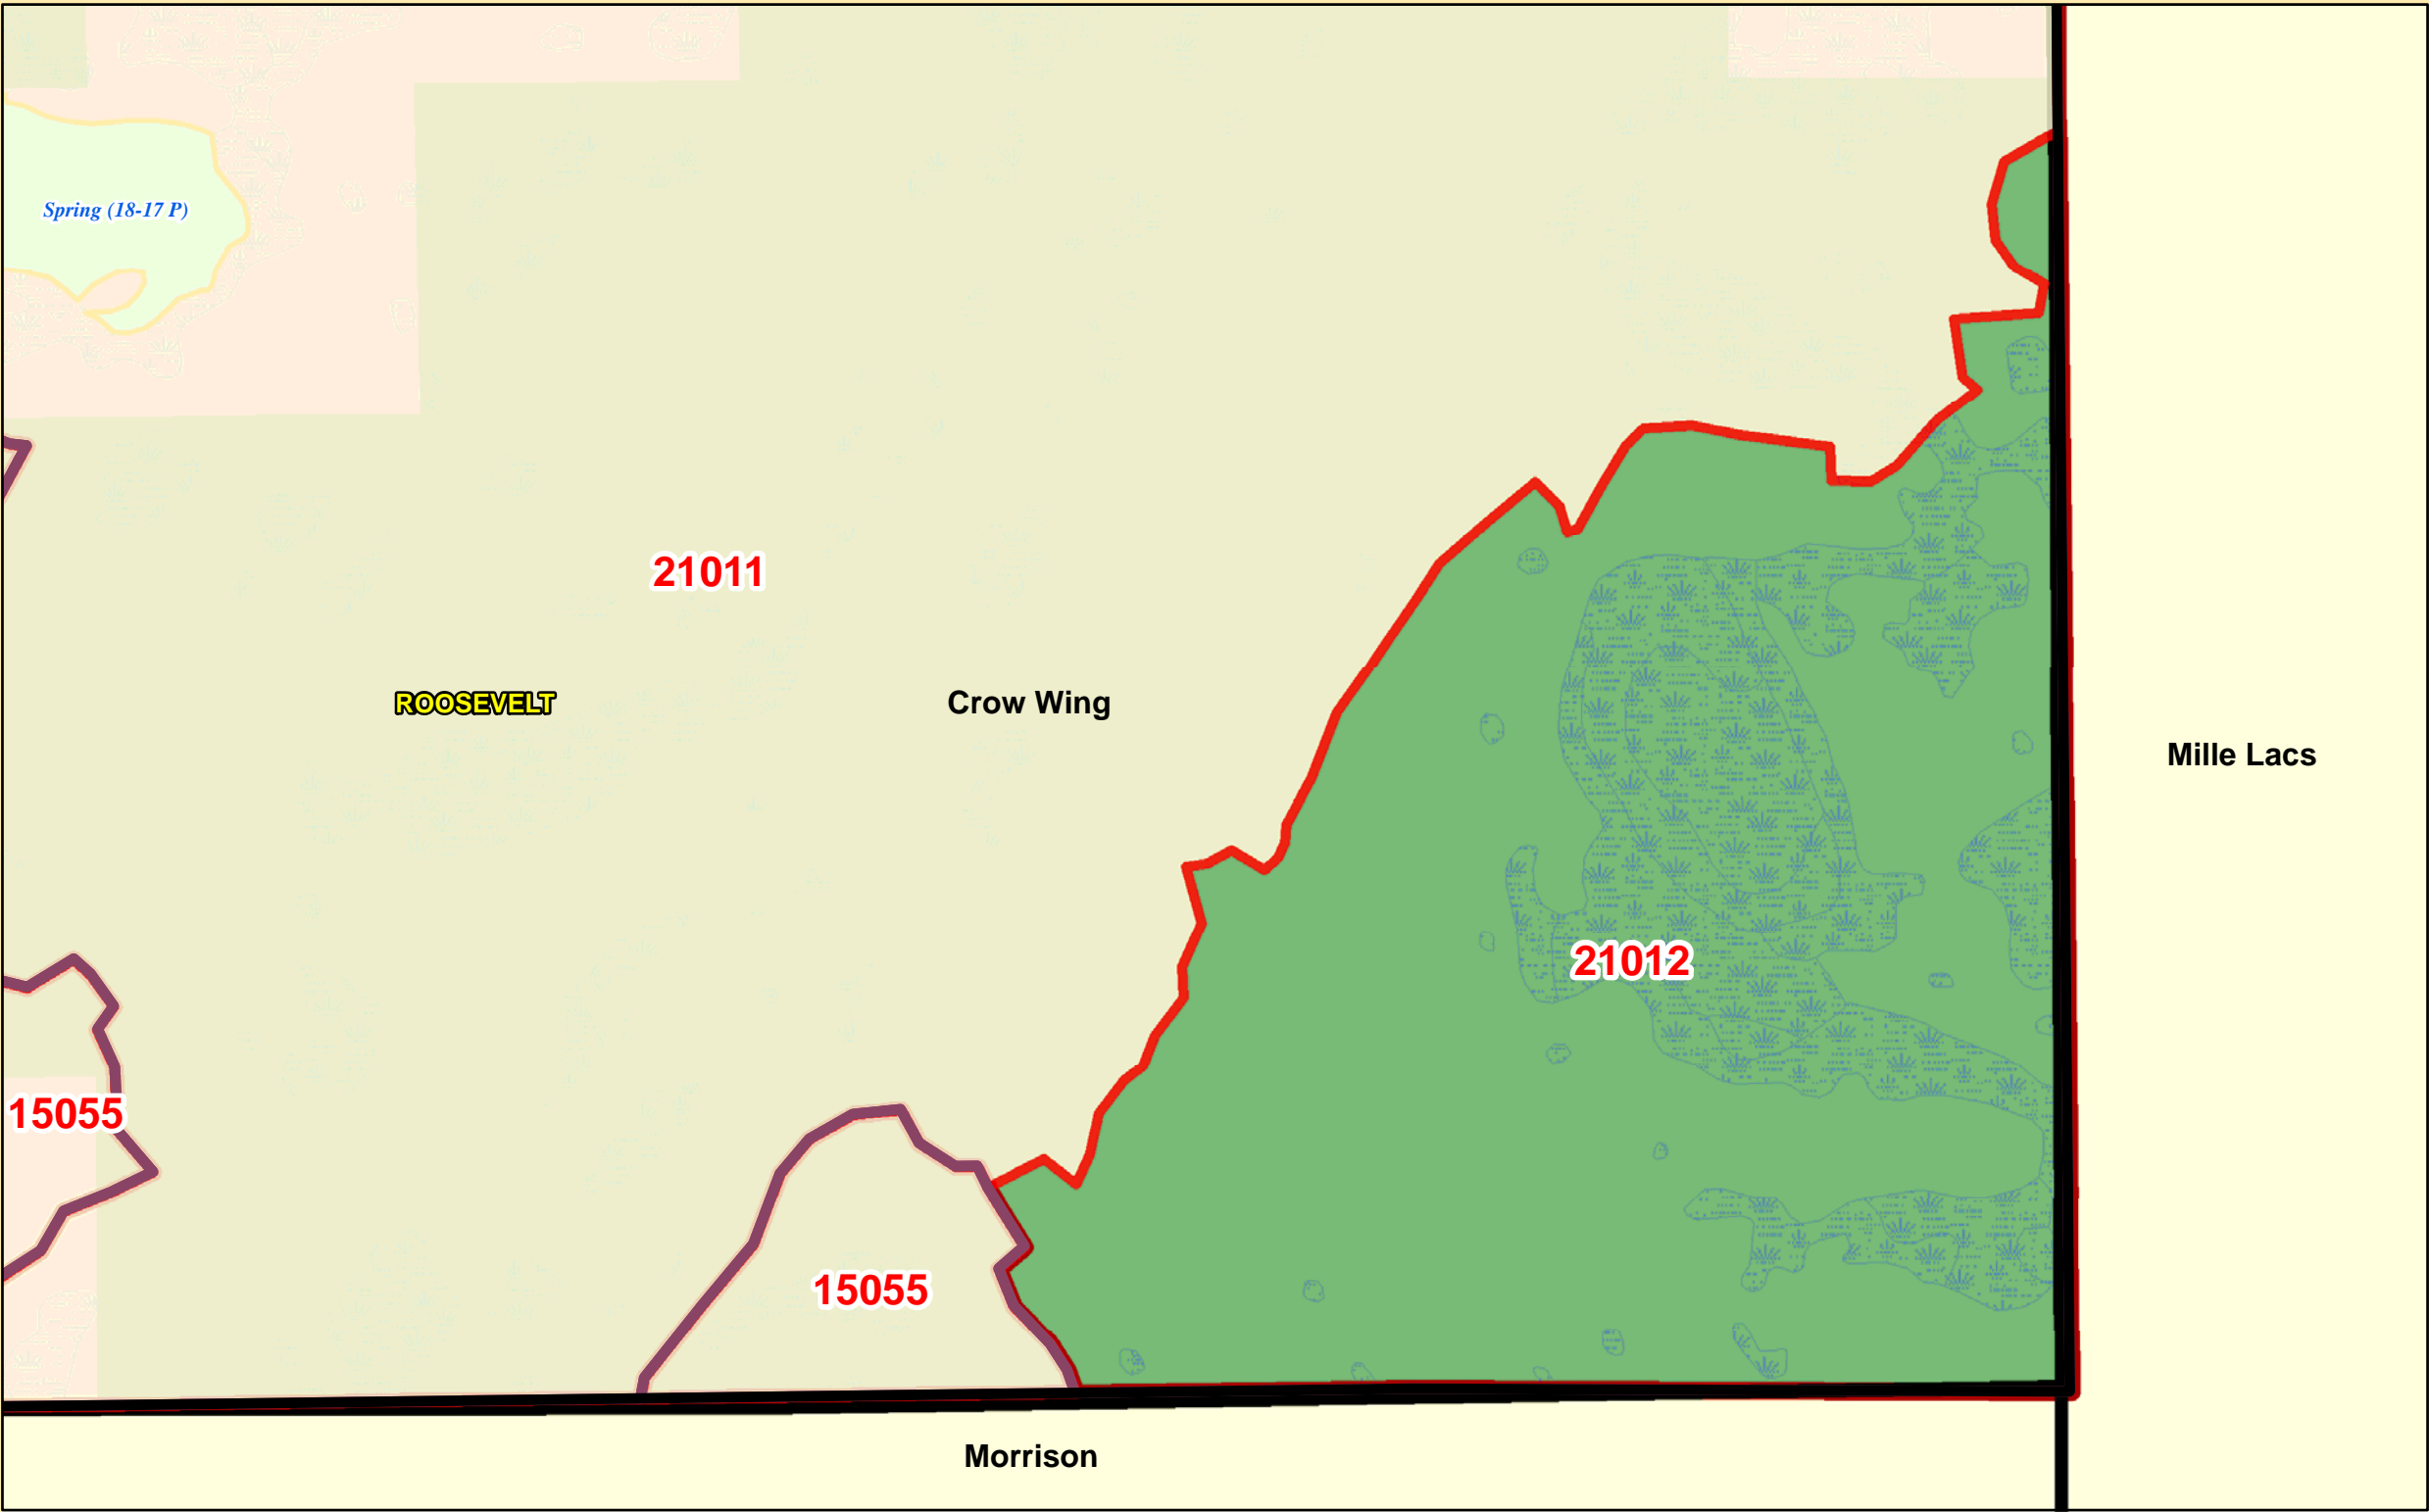 Spring (18-17 P)
21011
ROOSEVELT
Crow Wing
Mille Lacs
21012
15055
15055
Morrison